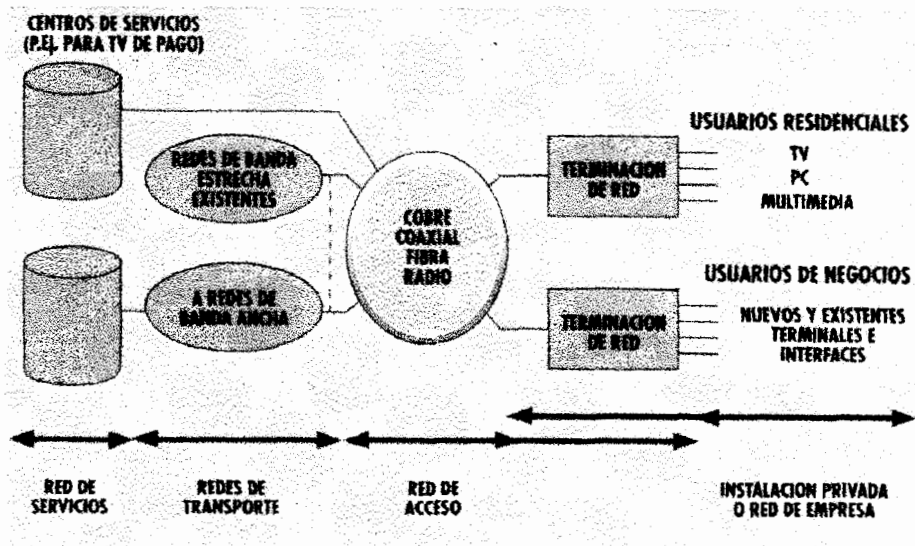 CENTROS DE SERVICIOS
(P.EJ. PARA TV DE PAGO)
REDES DE BANDA
ESTRECHA
EXISTENTES
A REDES DE
BANDA ANCHA
COBRE
COAXIAL
FIBRA
RADIO
TERMINACION
DE RED
USUARIOS RESIDENCIALES
TV
PC
MULTIMEDIA
TERMINACION
DE RED
USUARIOS DE NEGOCIOS
NUEVOS Y EXISTENTES
TERMINALES E
INTERFACES
RED DE
SERVICIOS
REDES DE
TRANSPORTE
RED DE
ACCESO
INSTALACION PRIVADA
O RED DE EMPRESA